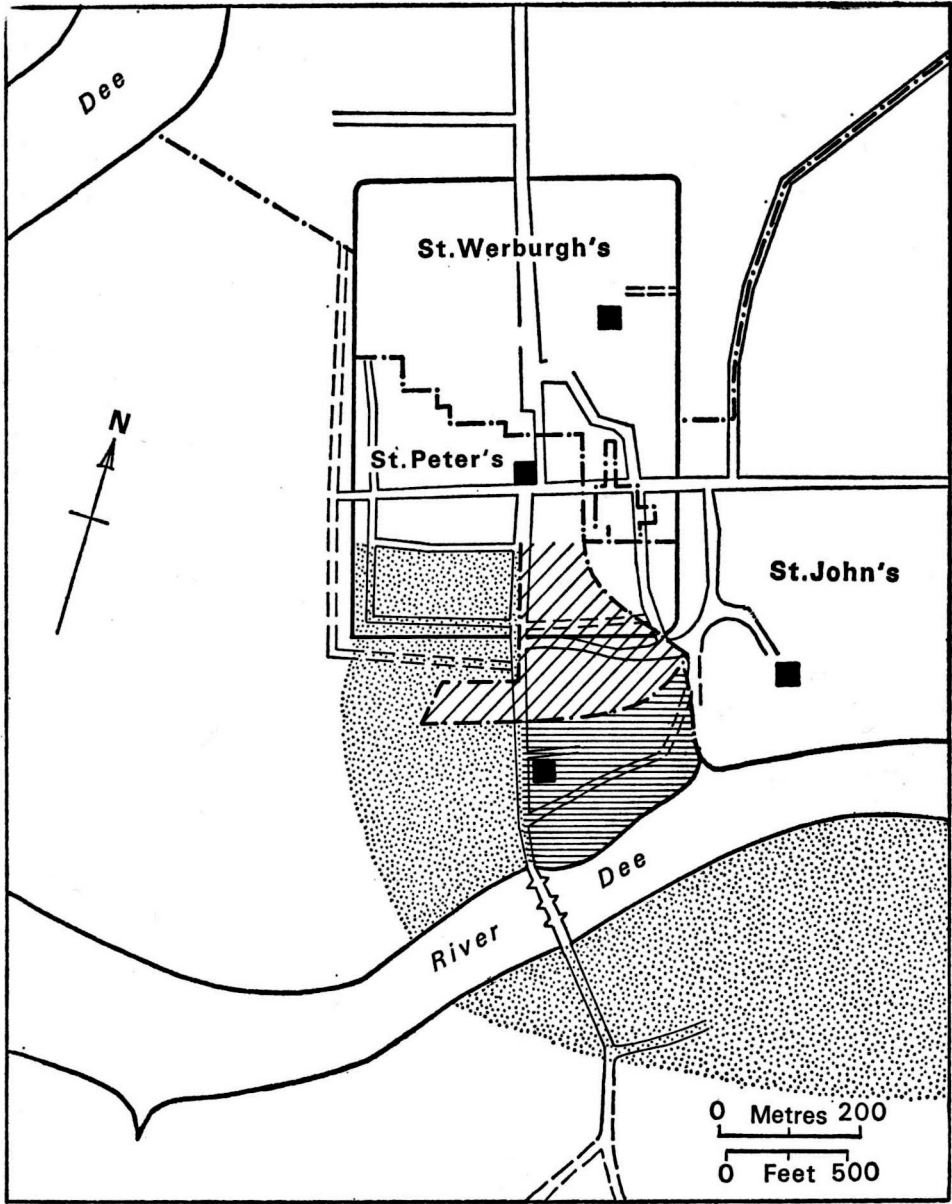 Dee
St.Werburgh's
N
St.Peter's
St.John's
River Dee
0 Metres 200
0 Feet 500